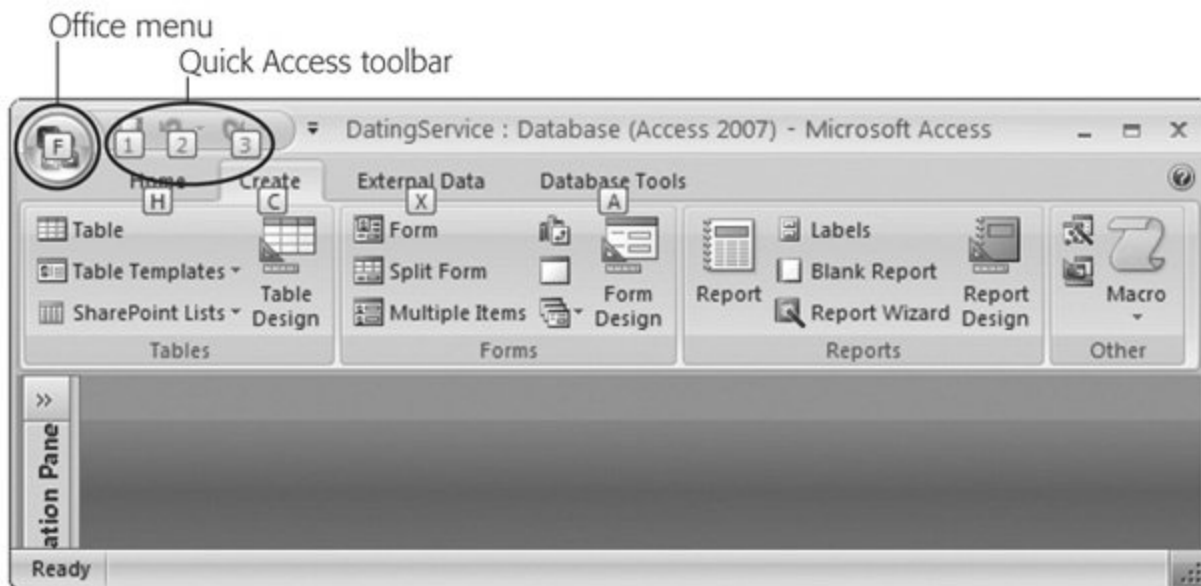 Office menu
Quick Access toolbar
F
1 2 3
DatingService : Database (Access 2007) - Microsoft Access
Home Create External Data Database Tools
H C X A
Table
Table Templates
SharePoint Lists
Table Design
Tables
Form
Split Form
Multiple Items
Form Design
Forms
Report
Labels
Blank Report
Report Wizard
Report Design
Reports
Macro
Other
»
ation Pane
Ready